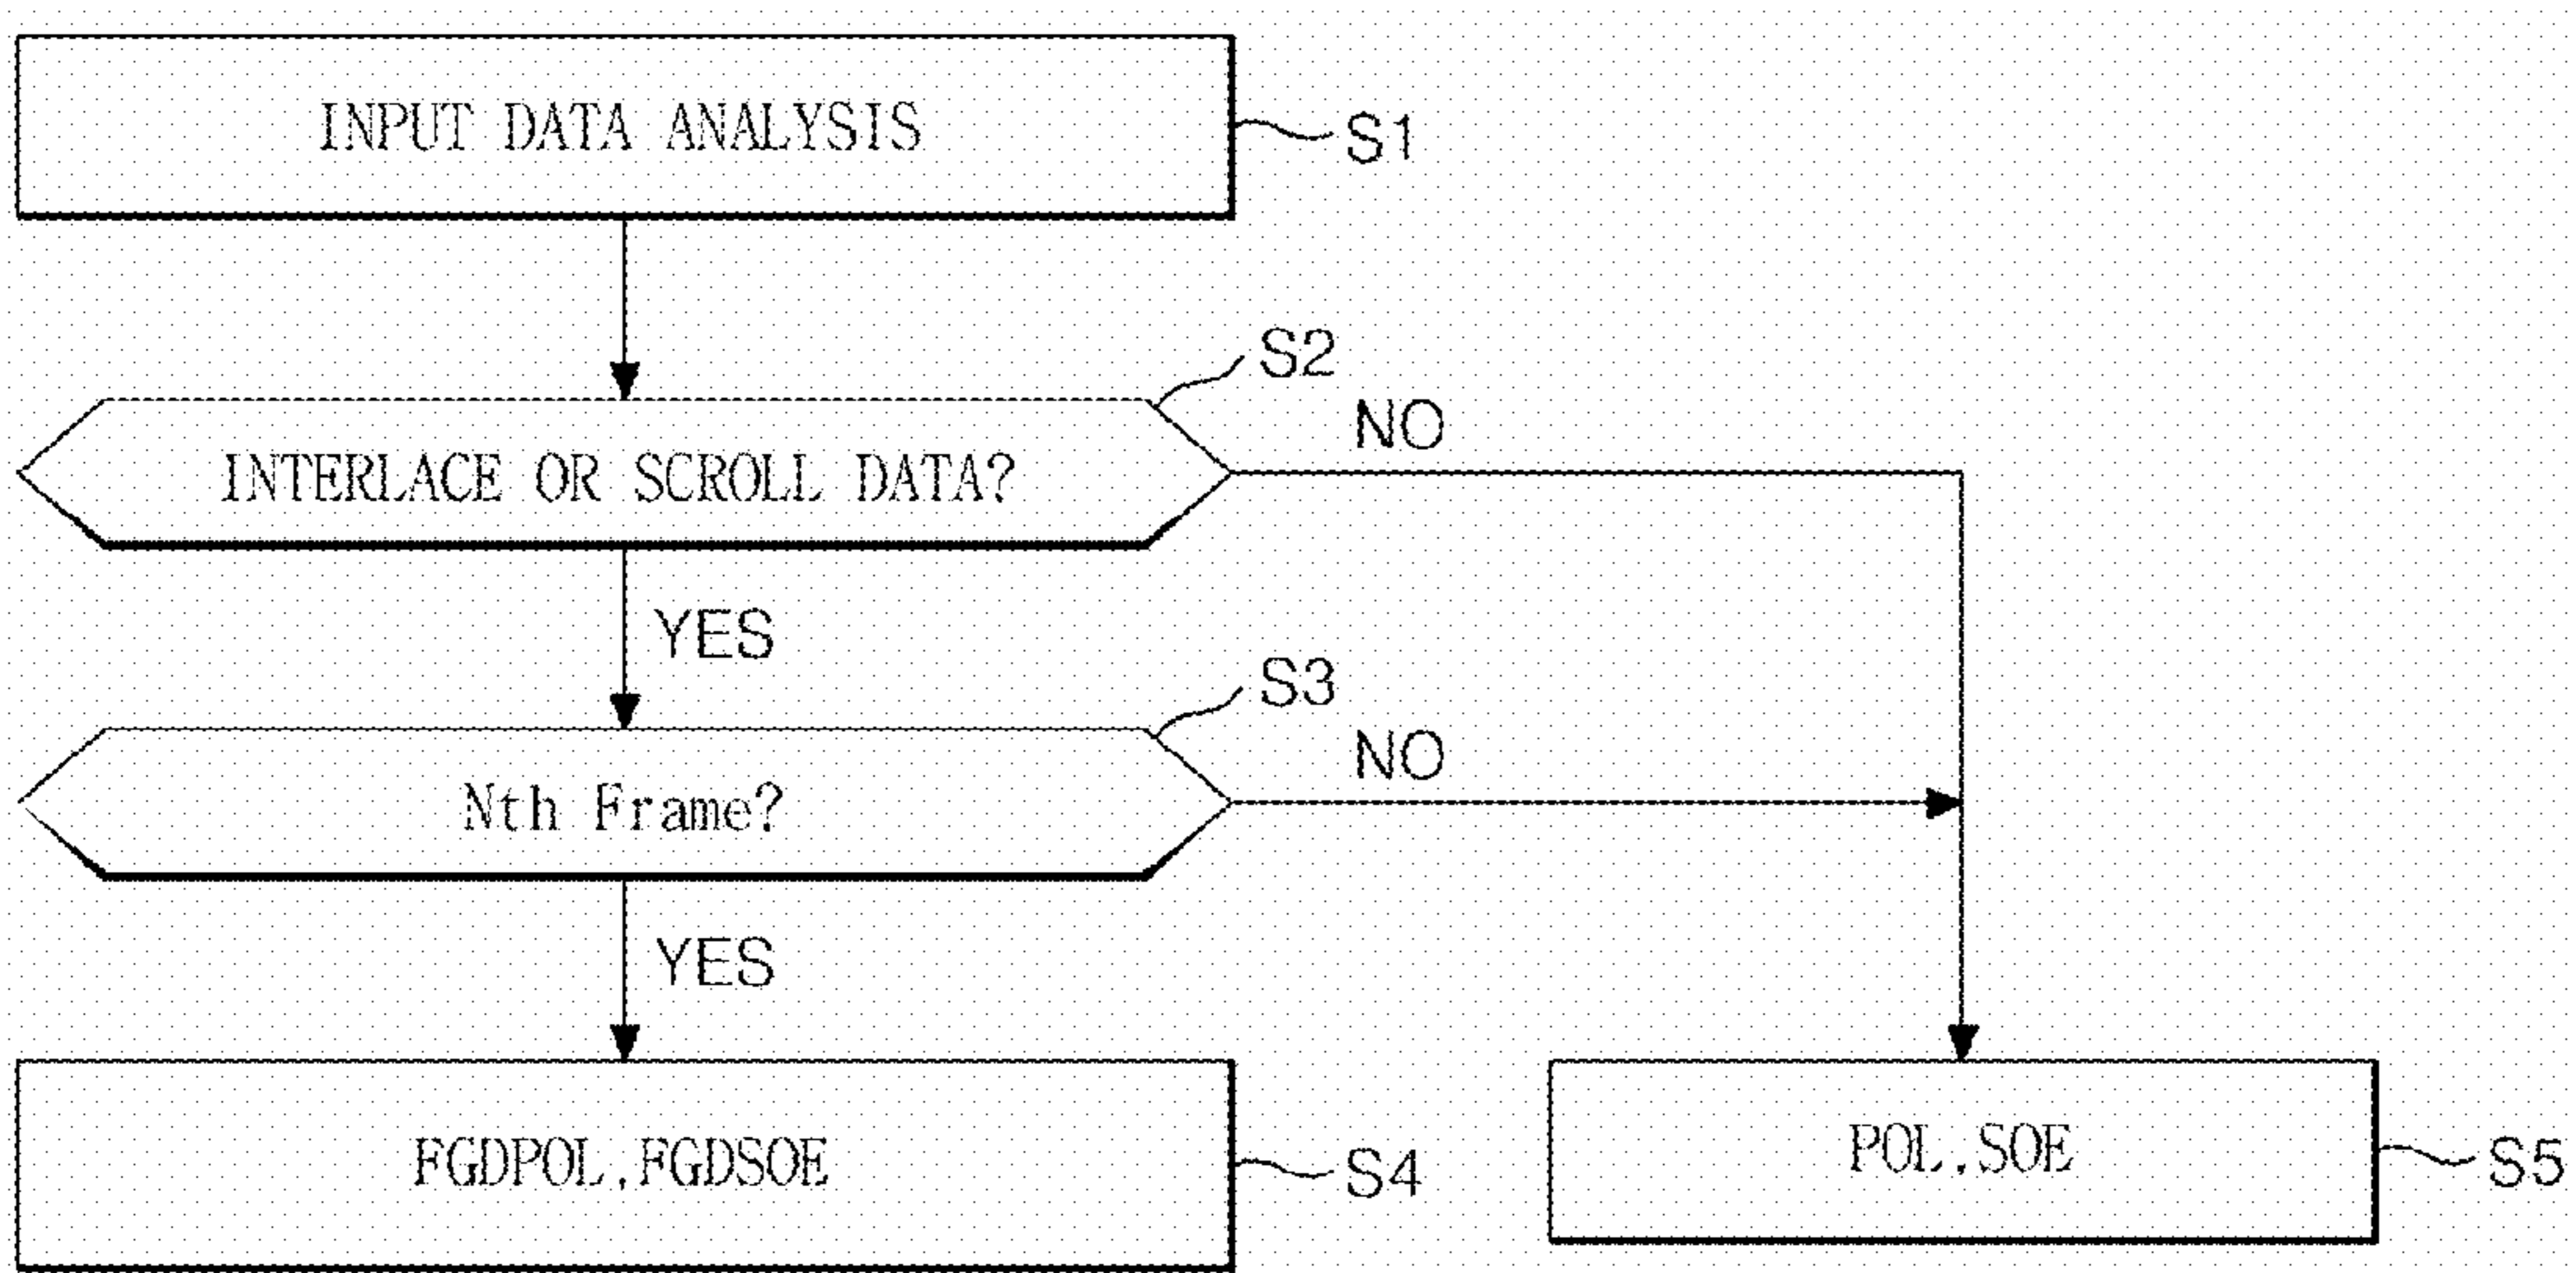 INPUT DATA ANALYSIS
S1
S2
INTERLACE OR SCROLL DATA?
NO
YES
S3
Nth Frame?
NO
YES
FGDPOL,FGDSOE
S4
POL,SOE
S5